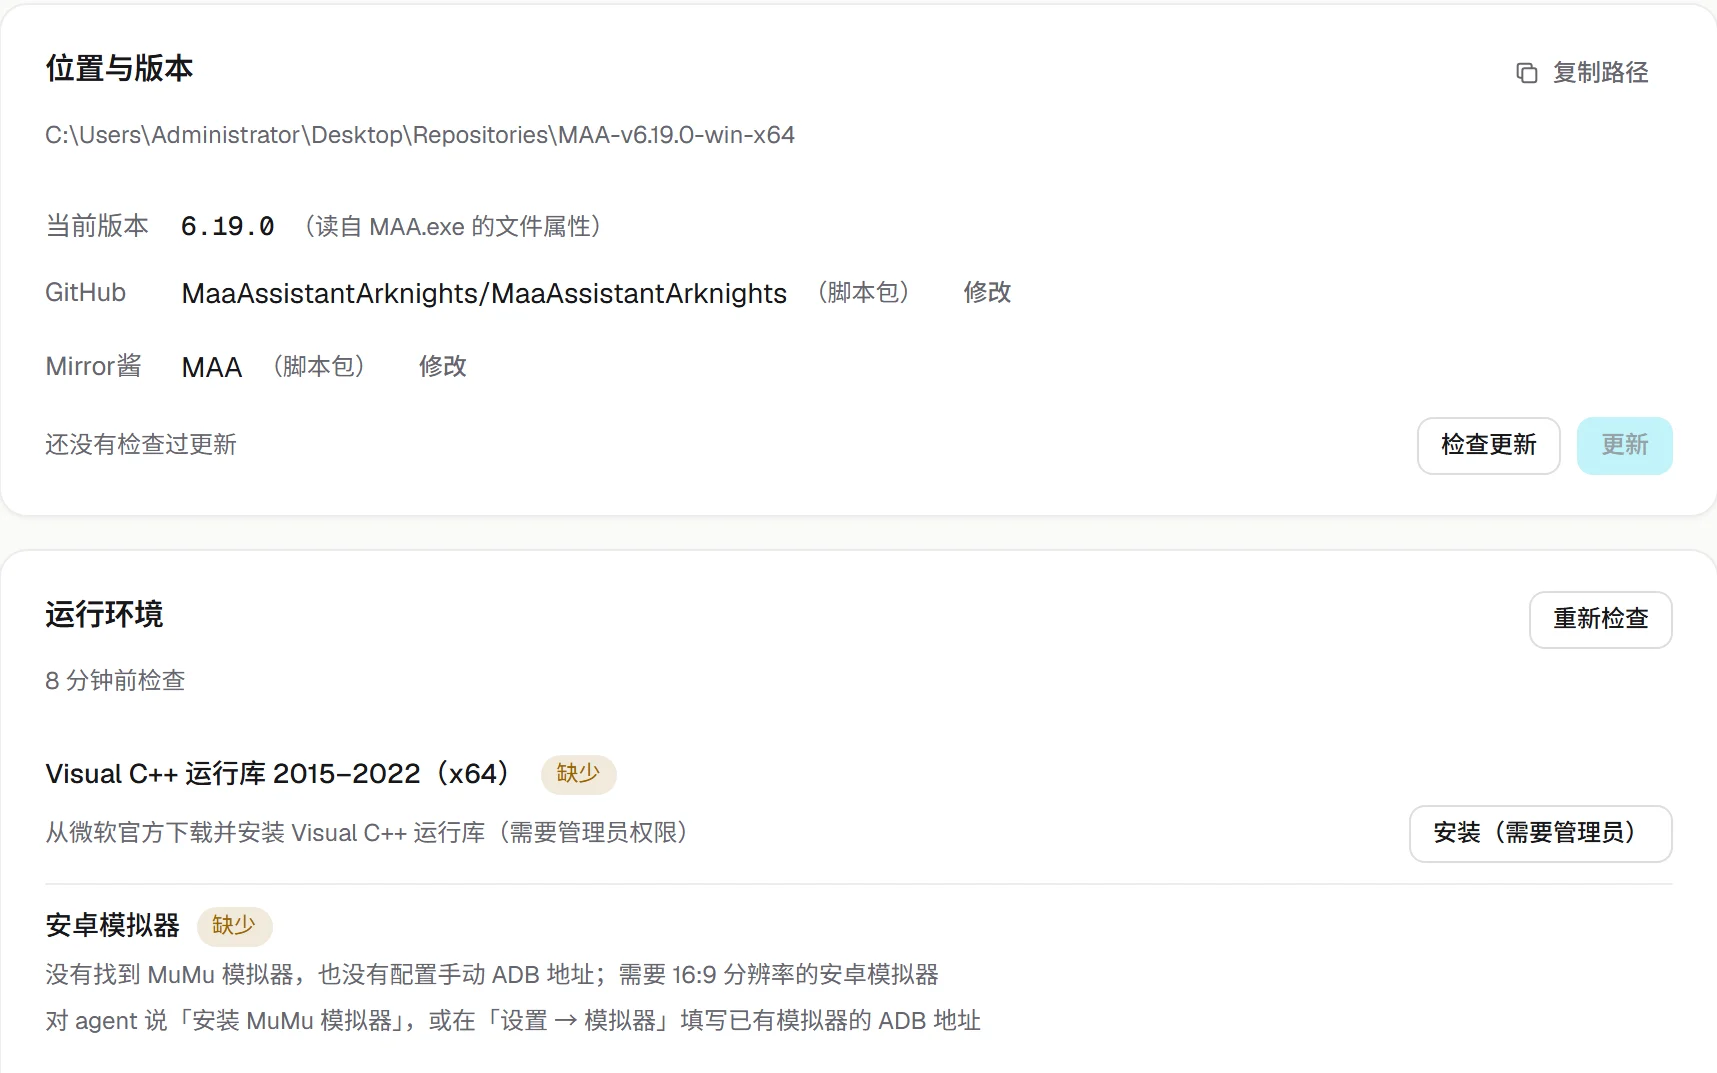 位置与版本
复制路径
C:\Users\Administrator\Desktop\Repositories\MAA-v6.19.0-win-x64
当前版本 6.19.0 （读自 MAA.exe 的文件属性）
GitHub MaaAssistantArknights/MaaAssistantArknights （脚本包） 修改
Mirror酱 MAA （脚本包） 修改
还没有检查过更新 检查更新 更新
运行环境
重新检查
8 分钟前检查
Visual C++ 运行库 2015–2022（x64） 缺少
从微软官方下载并安装 Visual C++ 运行库（需要管理员权限） 安装（需要管理员）
安卓模拟器 缺少
没有找到 MuMu 模拟器，也没有配置手动 ADB 地址；需要 16:9 分辨率的安卓模拟器
对 agent 说「安装 MuMu 模拟器」，或在「设置 → 模拟器」填写已有模拟器的 ADB 地址